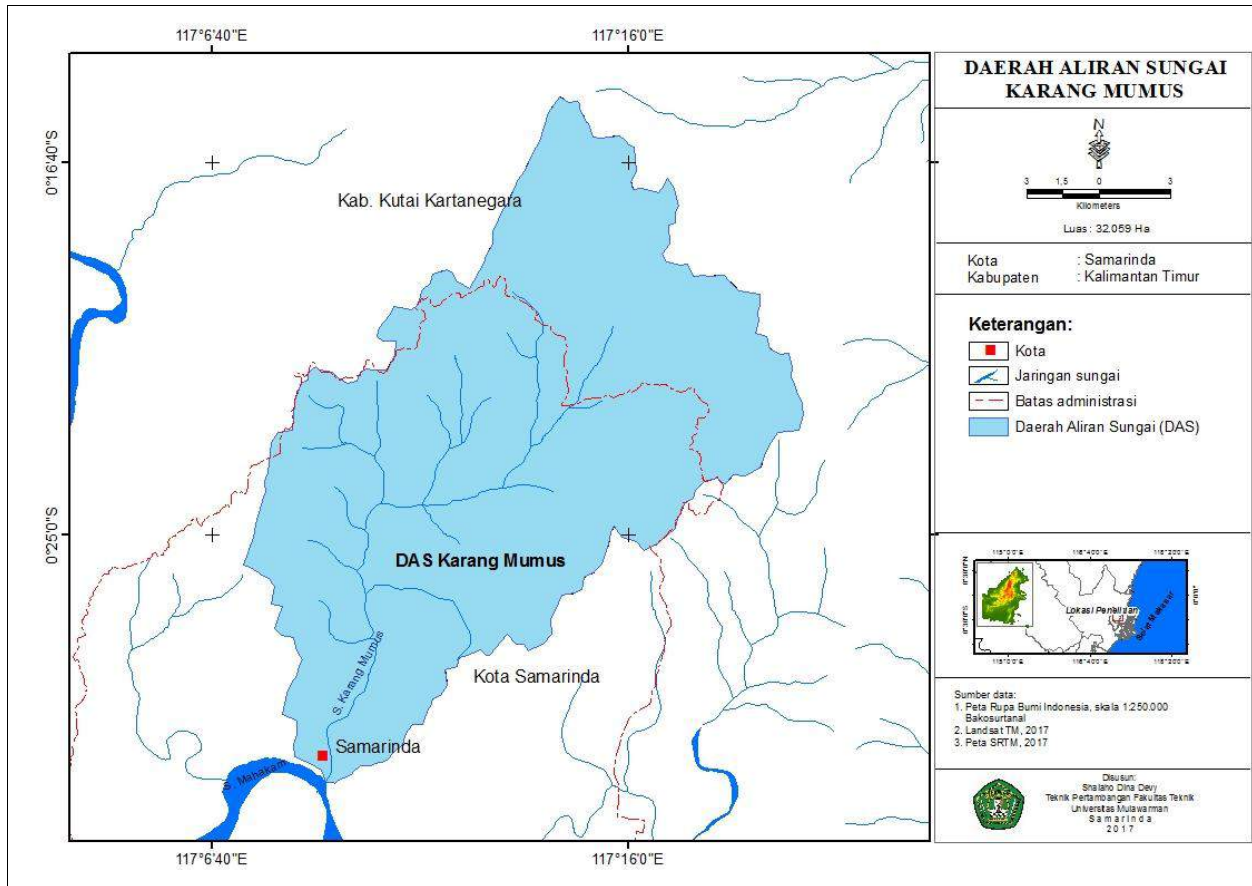 117°6'40"E
117°16'0"E
0°16'40"S
0°25'0"S
Kab. Kutai Kartanegara
DAS Karang Mumus
S. Karang Mumus
Kota Samarinda
Samarinda
S. Mahakam
117°6'40"E
117°16'0"E
DAERAH ALIRAN SUNGAI
KARANG MUMUS
N
3 1,5 0 3
Kilometers
Luas : 32.059 Ha
Kota : Samarinda
Kabupaten : Kalimantan Timur
Keterangan:
Kota
Jaringan sungai
Batas administrasi
Daerah Aliran Sungai (DAS)
Lokasi Penelitian
Selat Makasar
Sumber data:
1. Peta Rupa Bumi Indonesia, skala 1:250.000
Bakosurtanal
2. Landsat TM, 2017
3. Peta SRTM, 2017
Disusun:
Shalaho Dina Devy
Teknik Pertambangan Fakultas Teknik
Universitas Mulawarman
Samarinda
2017